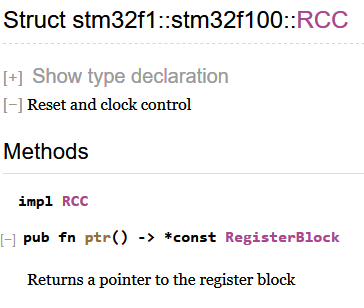 Struct stm32f1::stm32f100::RCC
[+] Show type declaration
[−] Reset and clock control
Methods
impl RCC
[−] pub fn ptr() -> *const RegisterBlock
Returns a pointer to the register block